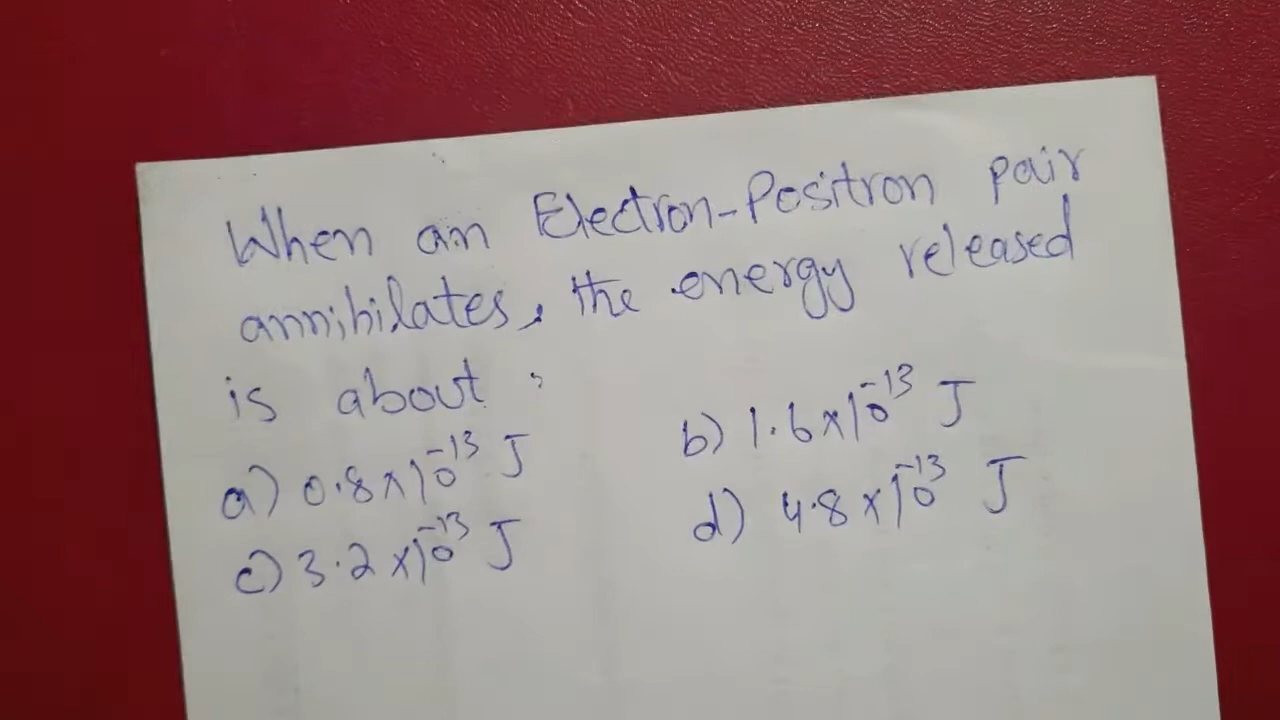 When an Electron-Positron pair
annihilates, the energy released
is about :
a) 0.8×10⁻¹³ J b) 1.6×10⁻¹³ J
c) 3.2×10⁻¹³ J d) 4.8×10⁻¹³ J